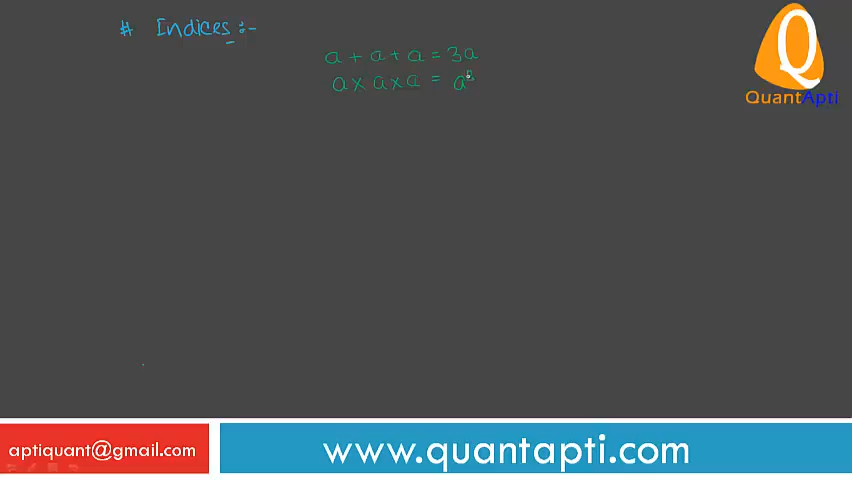 # Indices :-
a + a + a = 3a
a × a × a = a
Q
QuantApti
aptiquant@gmail.com
www.quantapti.com